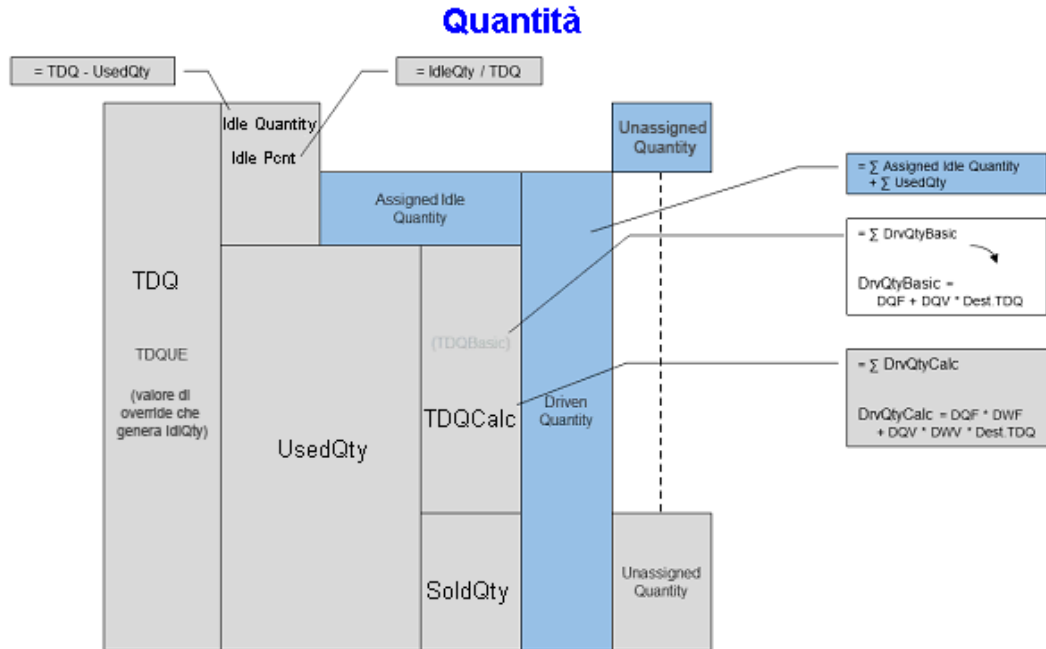 Quantità
= TDQ - UsedQty
= IdleQty / TDQ
Idle Quantity
Idle Pcnt
Unassigned
Quantity
Assigned Idle
Quantity
= ∑ Assigned Idle Quantity
+ ∑ UsedQty
= ∑ DrvQtyBasic
DrvQtyBasic =
DQF + DQV * Dest.TDQ
TDQ
TDQUE
(valore di
override che
genera IdlQty)
(TDQBasic)
UsedQty
TDQCalc
Driven
Quantity
= ∑ DrvQtyCalc
DrvQtyCalc = DQF * DWF
+ DQV * DWV * Dest.TDQ
SoldQty
Unassigned
Quantity